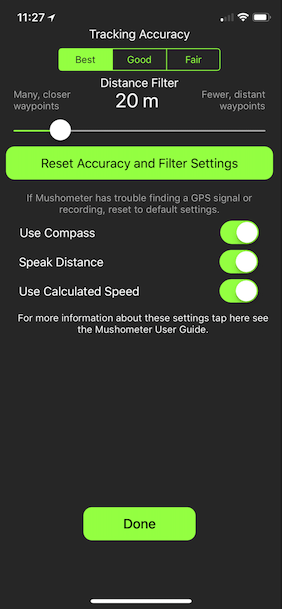 11:27
Tracking Accuracy
Best Good Fair
Distance Filter
Many, closer
waypoints
20 m
Fewer, distant
waypoints
Reset Accuracy and Filter Settings
If Mushometer has trouble finding a GPS signal or
recording, reset to default settings.
Use Compass
Speak Distance
Use Calculated Speed
For more information about these settings tap here see
the Mushometer User Guide.
Done